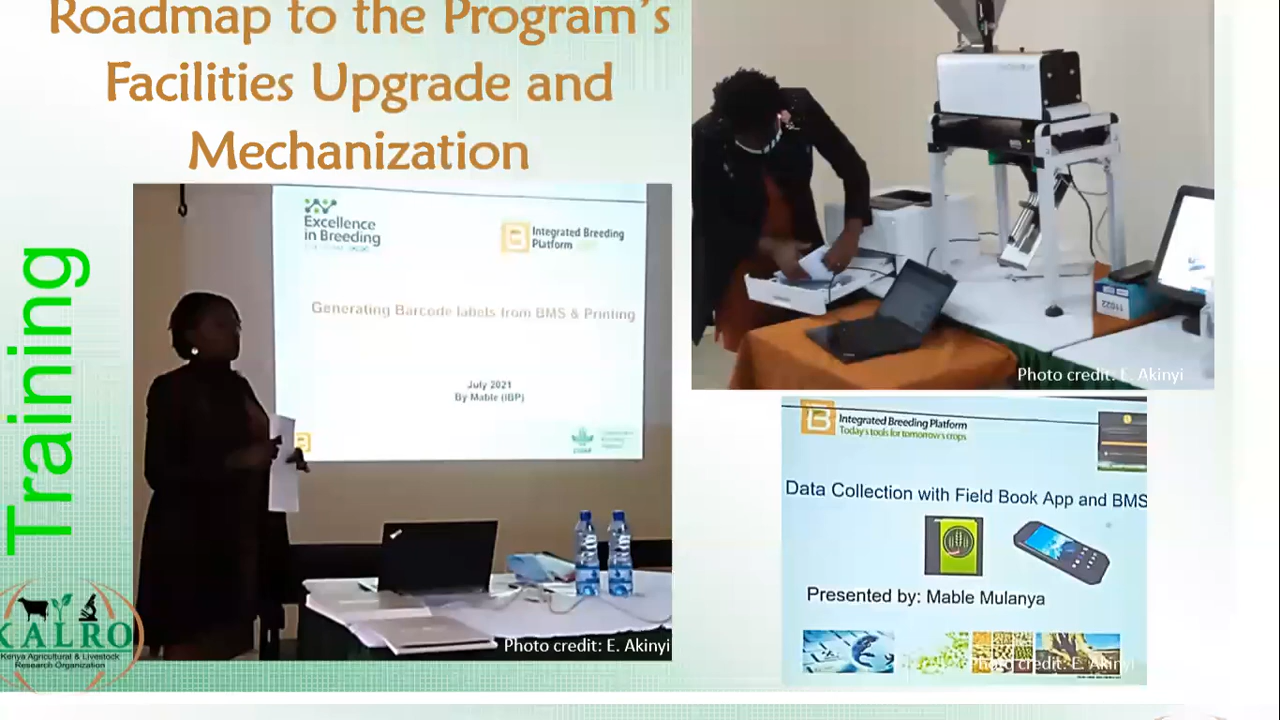 Roadmap to the Program's
Facilities Upgrade and
Mechanization
Training
Excellence
in Breeding
Integrated Breeding
Platform
Generating Barcode labels from BMS & Printing
July 2021
By Mable (IBP)
Photo credit: E. Akinyi
11022
Photo credit: E. Akinyi
Integrated Breeding Platform
Today's tools for tomorrow's crops
Data Collection with Field Book App and BMS
Presented by: Mable Mulanya
Photo credit: E. Akinyi
KALRO
Kenya Agricultural & Livestock
Research Organization